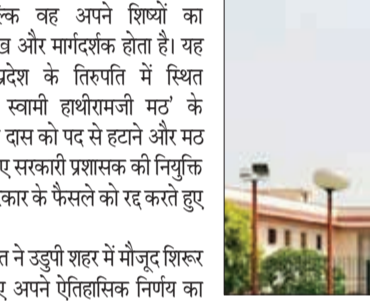 वह अपने शिष्यों का
और मार्गदर्शक होता है। यह
के तिरुपति में स्थित
स्वामी हाथीरामजी मठ' के
दास को पद से हटाने और मठ
सरकारी प्रशासक की नियुक्ति
के फैसले को रद्द करते हुए
ने उडुपी शहर में मौजूद शिरूर
अपने ऐतिहासिक निर्णय का